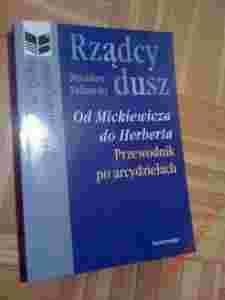 Rządcy
dusz
Od Mickiewicza
do Herberta
Przewodnik
po arcydziełach